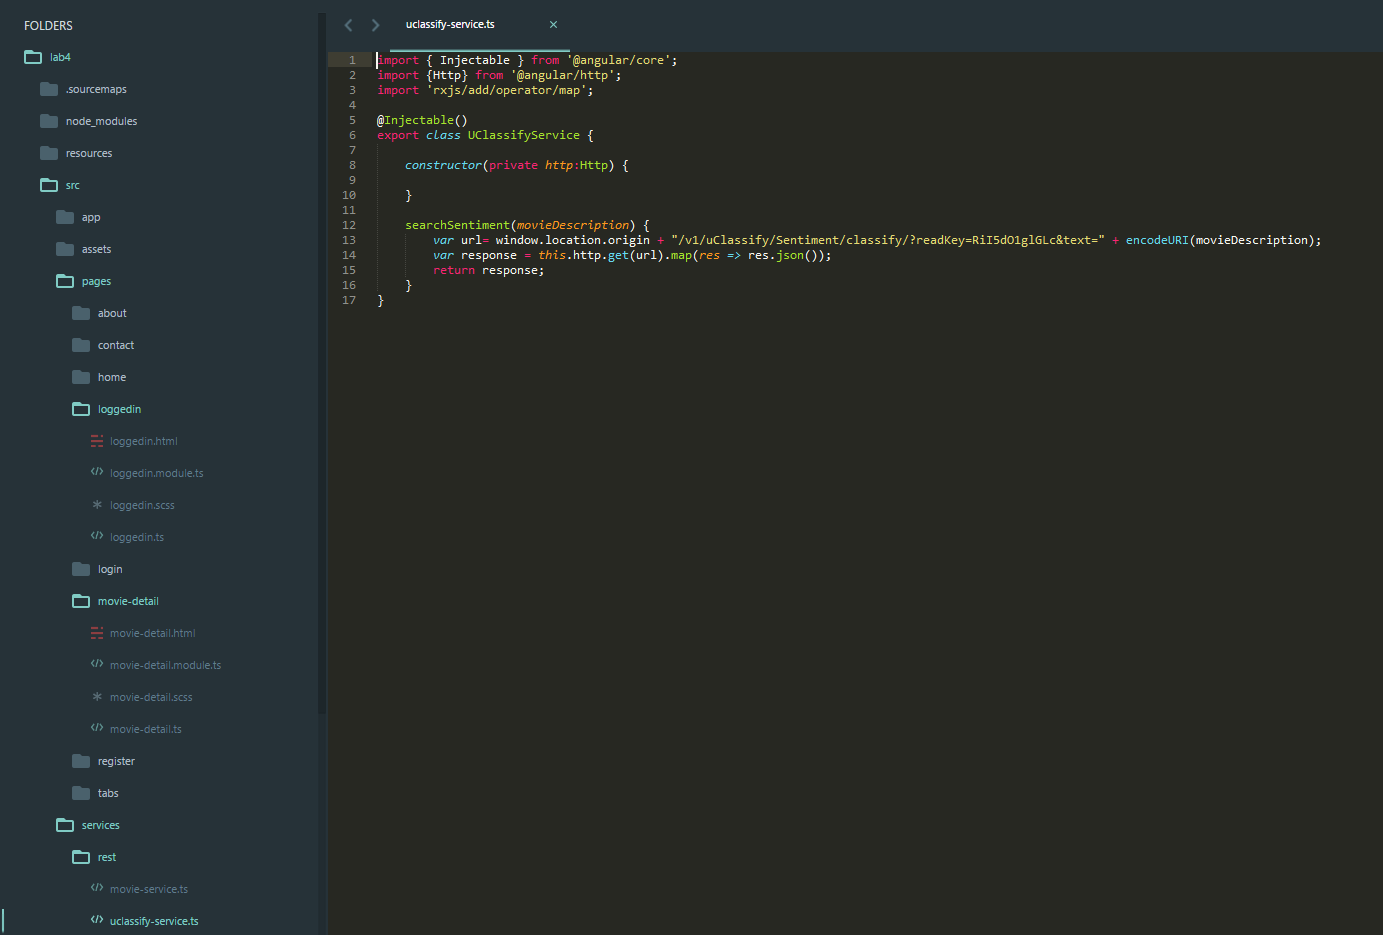 FOLDERS
lab4
.sourcemaps
node_modules
resources
src
app
assets
pages
about
contact
home
loggedin
loggedin.html
loggedin.module.ts
loggedin.scss
loggedin.ts
login
movie-detail
movie-detail.html
movie-detail.module.ts
movie-detail.scss
movie-detail.ts
register
tabs
services
rest
movie-service.ts
uclassify-service.ts
uclassify-service.ts ×
1 import { Injectable } from '@angular/core';
2 import {Http} from '@angular/http';
3 import 'rxjs/add/operator/map';
4
5 @Injectable()
6 export class UClassifyService {
7
8 constructor(private http:Http) {
9
10 }
11
12 searchSentiment(movieDescription) {
13 var url= window.location.origin + "/v1/uClassify/Sentiment/classify/?readKey=RiI5dO1glGLc&text=" + encodeURI(movieDescription);
14 var response = this.http.get(url).map(res => res.json());
15 return response;
16 }
17 }